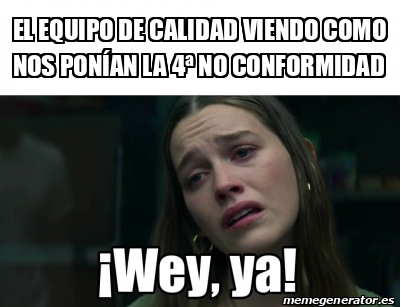 EL EQUIPO DE CALIDAD VIENDO COMO
NOS PONÍAN LA 4ª NO CONFORMIDAD
¡Wey, ya!
memegenerator.es